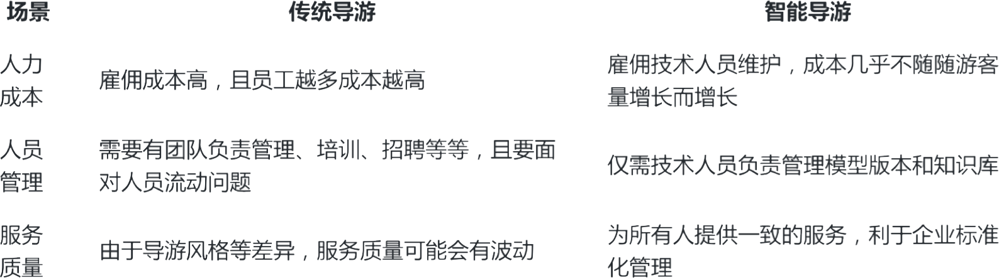 场景 传统导游 智能导游
人力
成本
雇佣成本高，且员工越多成本越高
雇佣技术人员维护，成本几乎不随随游客
量增长而增长
人员
管理
需要有团队负责管理、培训、招聘等等，且要面
对人员流动问题
仅需技术人员负责管理模型版本和知识库
服务
质量
由于导游风格等差异，服务质量可能会有波动
为所有人提供一致的服务，利于企业标准
化管理